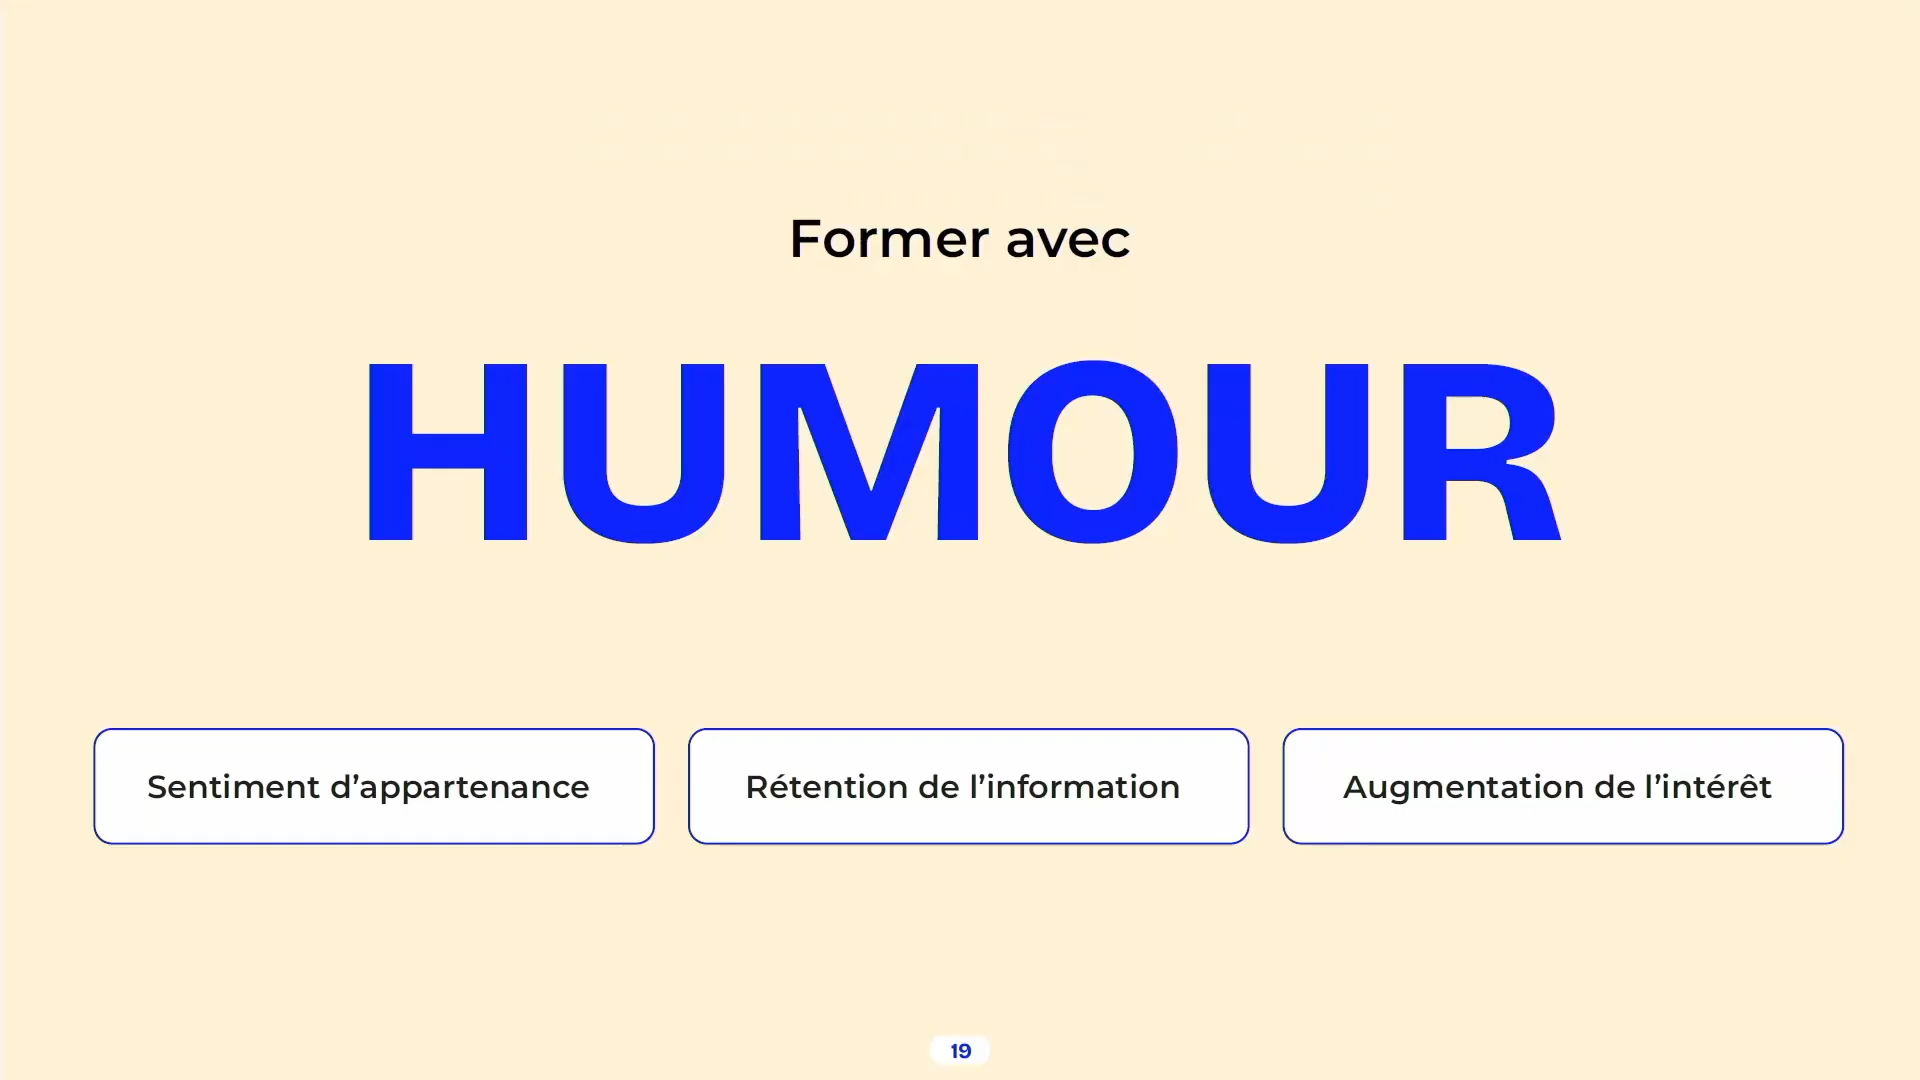 Former avec
HUMOUR
Sentiment d’appartenance
Rétention de l’information
Augmentation de l’intérêt
19